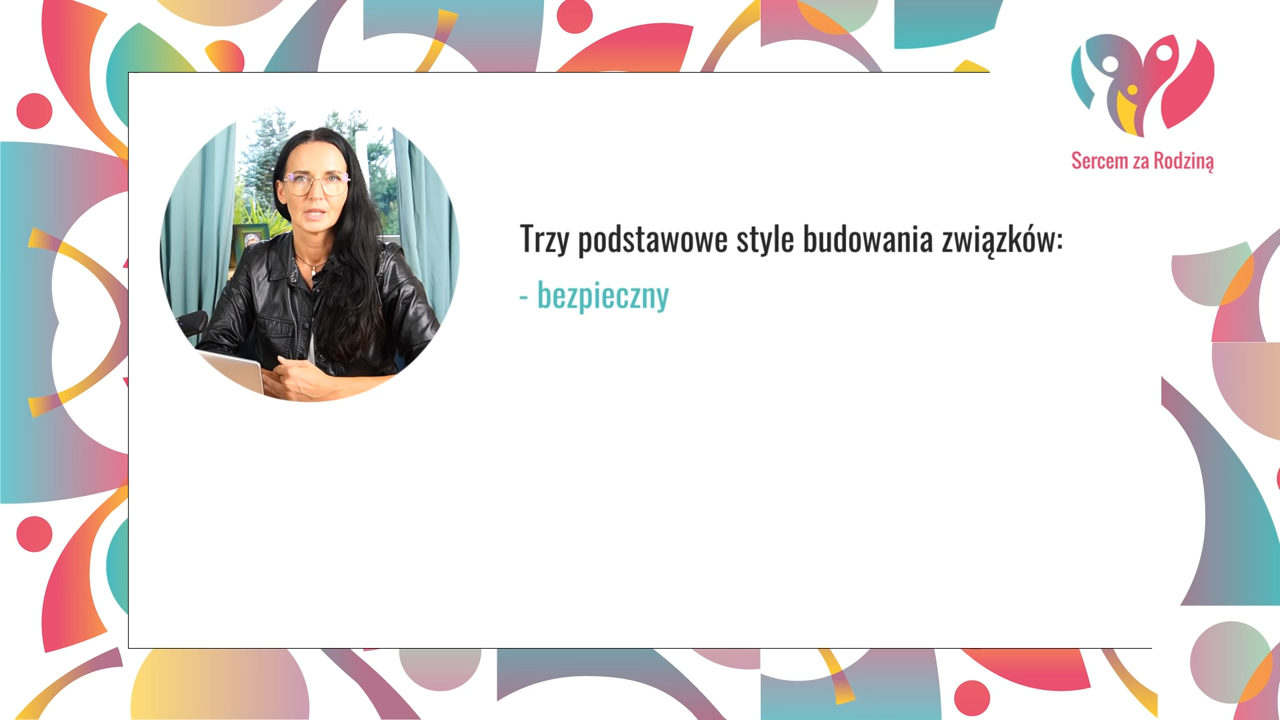 Sercem za Rodziną
Trzy podstawowe style budowania związków:
- bezpieczny